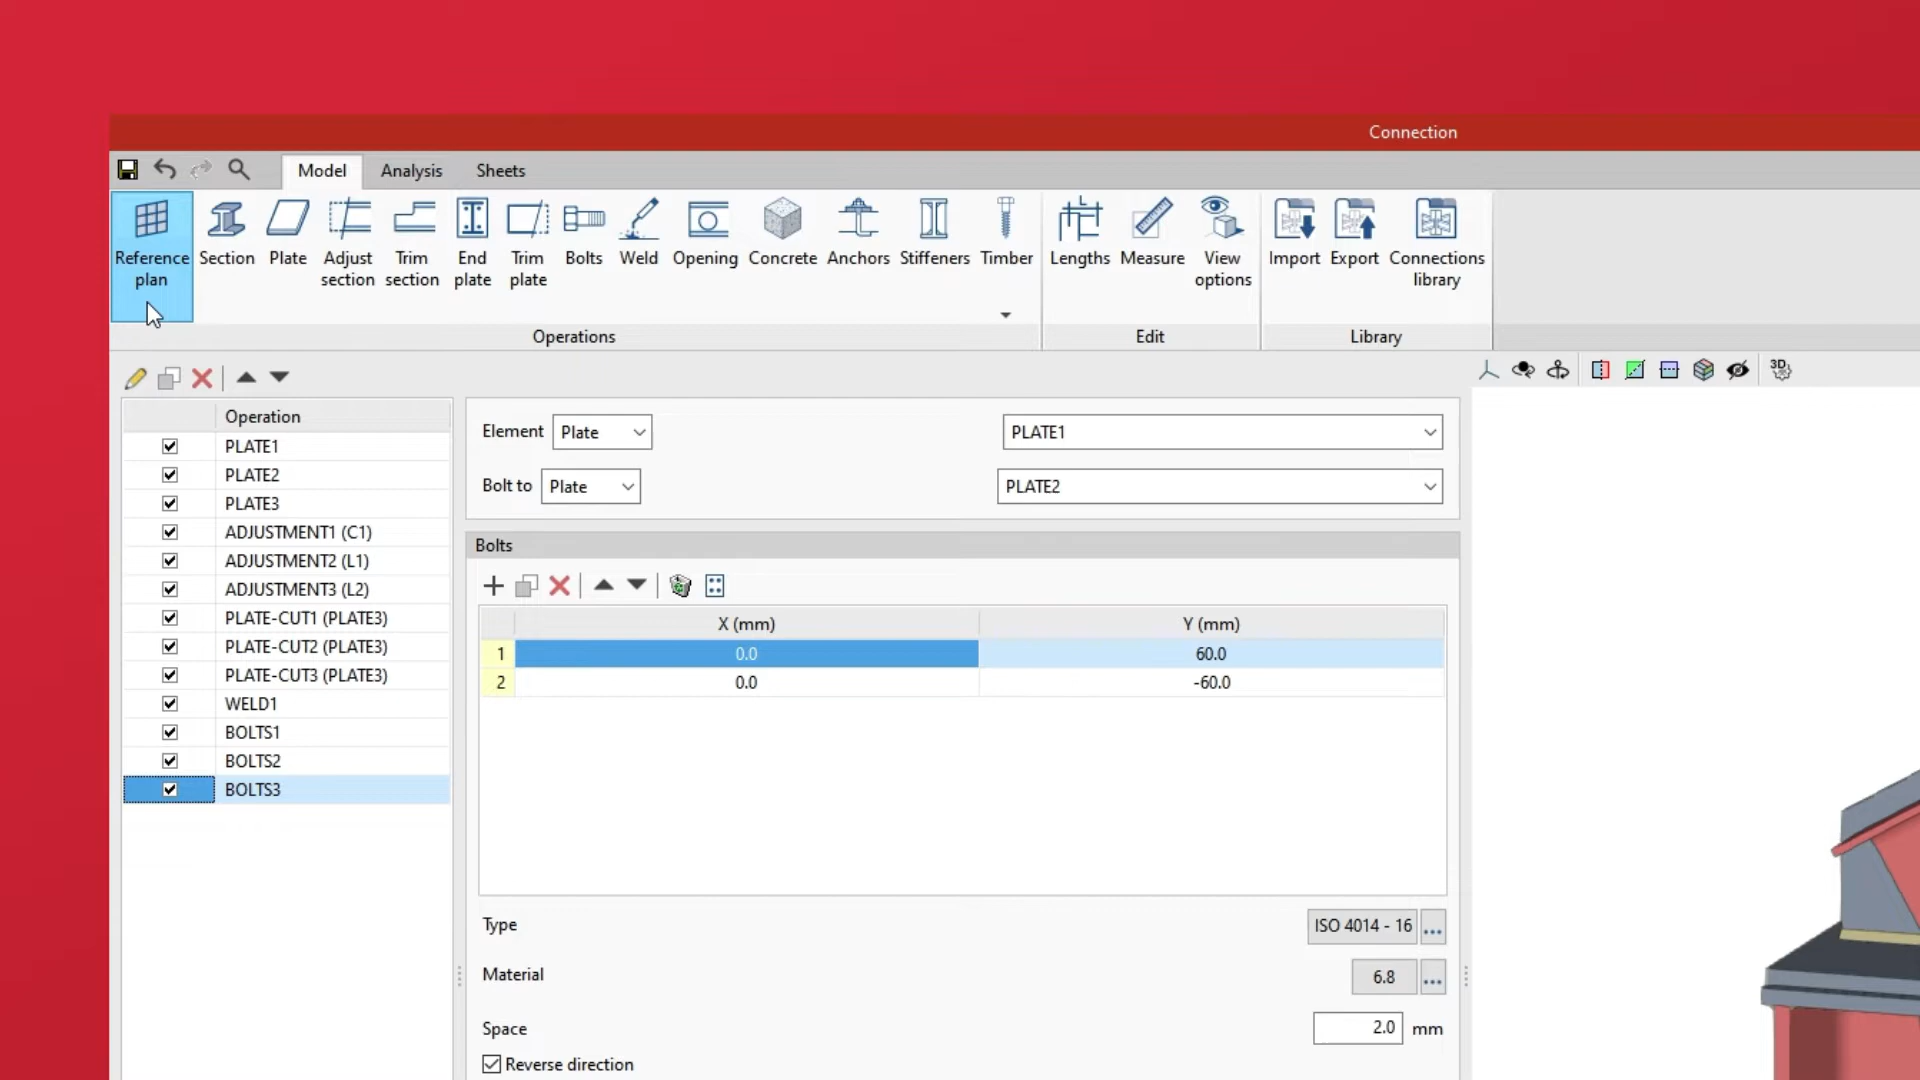 Connection
Model Analysis Sheets
Reference plan
Section
Plate
Adjust section
Trim section
End plate
Trim plate
Bolts
Weld
Opening
Concrete
Anchors
Stiffeners
Timber
Lengths
Measure
View options
Import
Export
Connections library
Operations
Edit
Library
3D
Operation
PLATE1
PLATE2
PLATE3
ADJUSTMENT1 (C1)
ADJUSTMENT2 (L1)
ADJUSTMENT3 (L2)
PLATE-CUT1 (PLATE3)
PLATE-CUT2 (PLATE3)
PLATE-CUT3 (PLATE3)
WELD1
BOLTS1
BOLTS2
BOLTS3
Element Plate PLATE1
Bolt to Plate PLATE2
Bolts
X (mm) Y (mm)
1 0.0 60.0
2 0.0 -60.0
Type ISO 4014 - 16 ...
Material 6.8 ...
Space 2.0 mm
Reverse direction